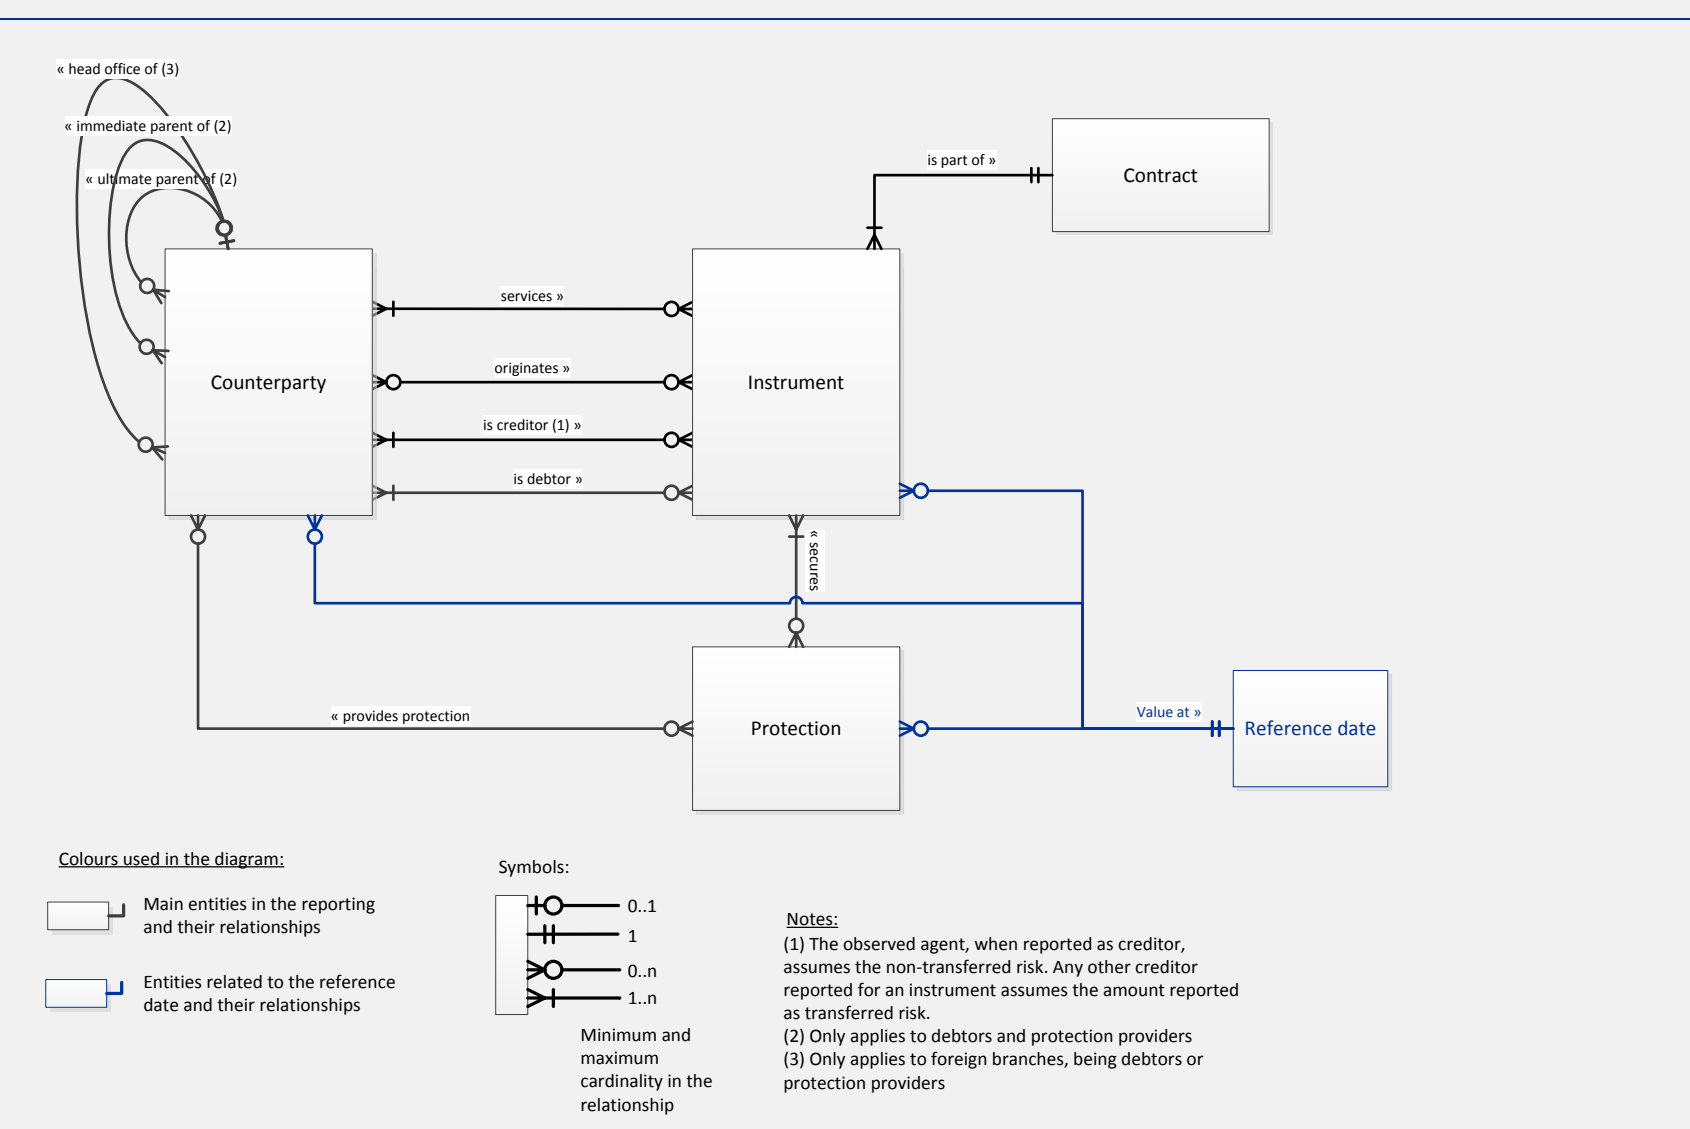 « head office of (3)
« immediate parent of (2)
« ultimate parent of (2)
is part of »
Contract
services »
originates »
Counterparty
Instrument
is creditor (1) »
is debtor »
« secures
« provides protection
Protection
Value at »
Reference date
Colours used in the diagram:
Main entities in the reporting
and their relationships
Entities related to the reference
date and their relationships
Symbols:
0..1
1
0..n
1..n
Minimum and
maximum
cardinality in the
relationship
Notes:
(1) The observed agent, when reported as creditor,
assumes the non-transferred risk. Any other creditor
reported for an instrument assumes the amount reported
as transferred risk.
(2) Only applies to debtors and protection providers
(3) Only applies to foreign branches, being debtors or
protection providers